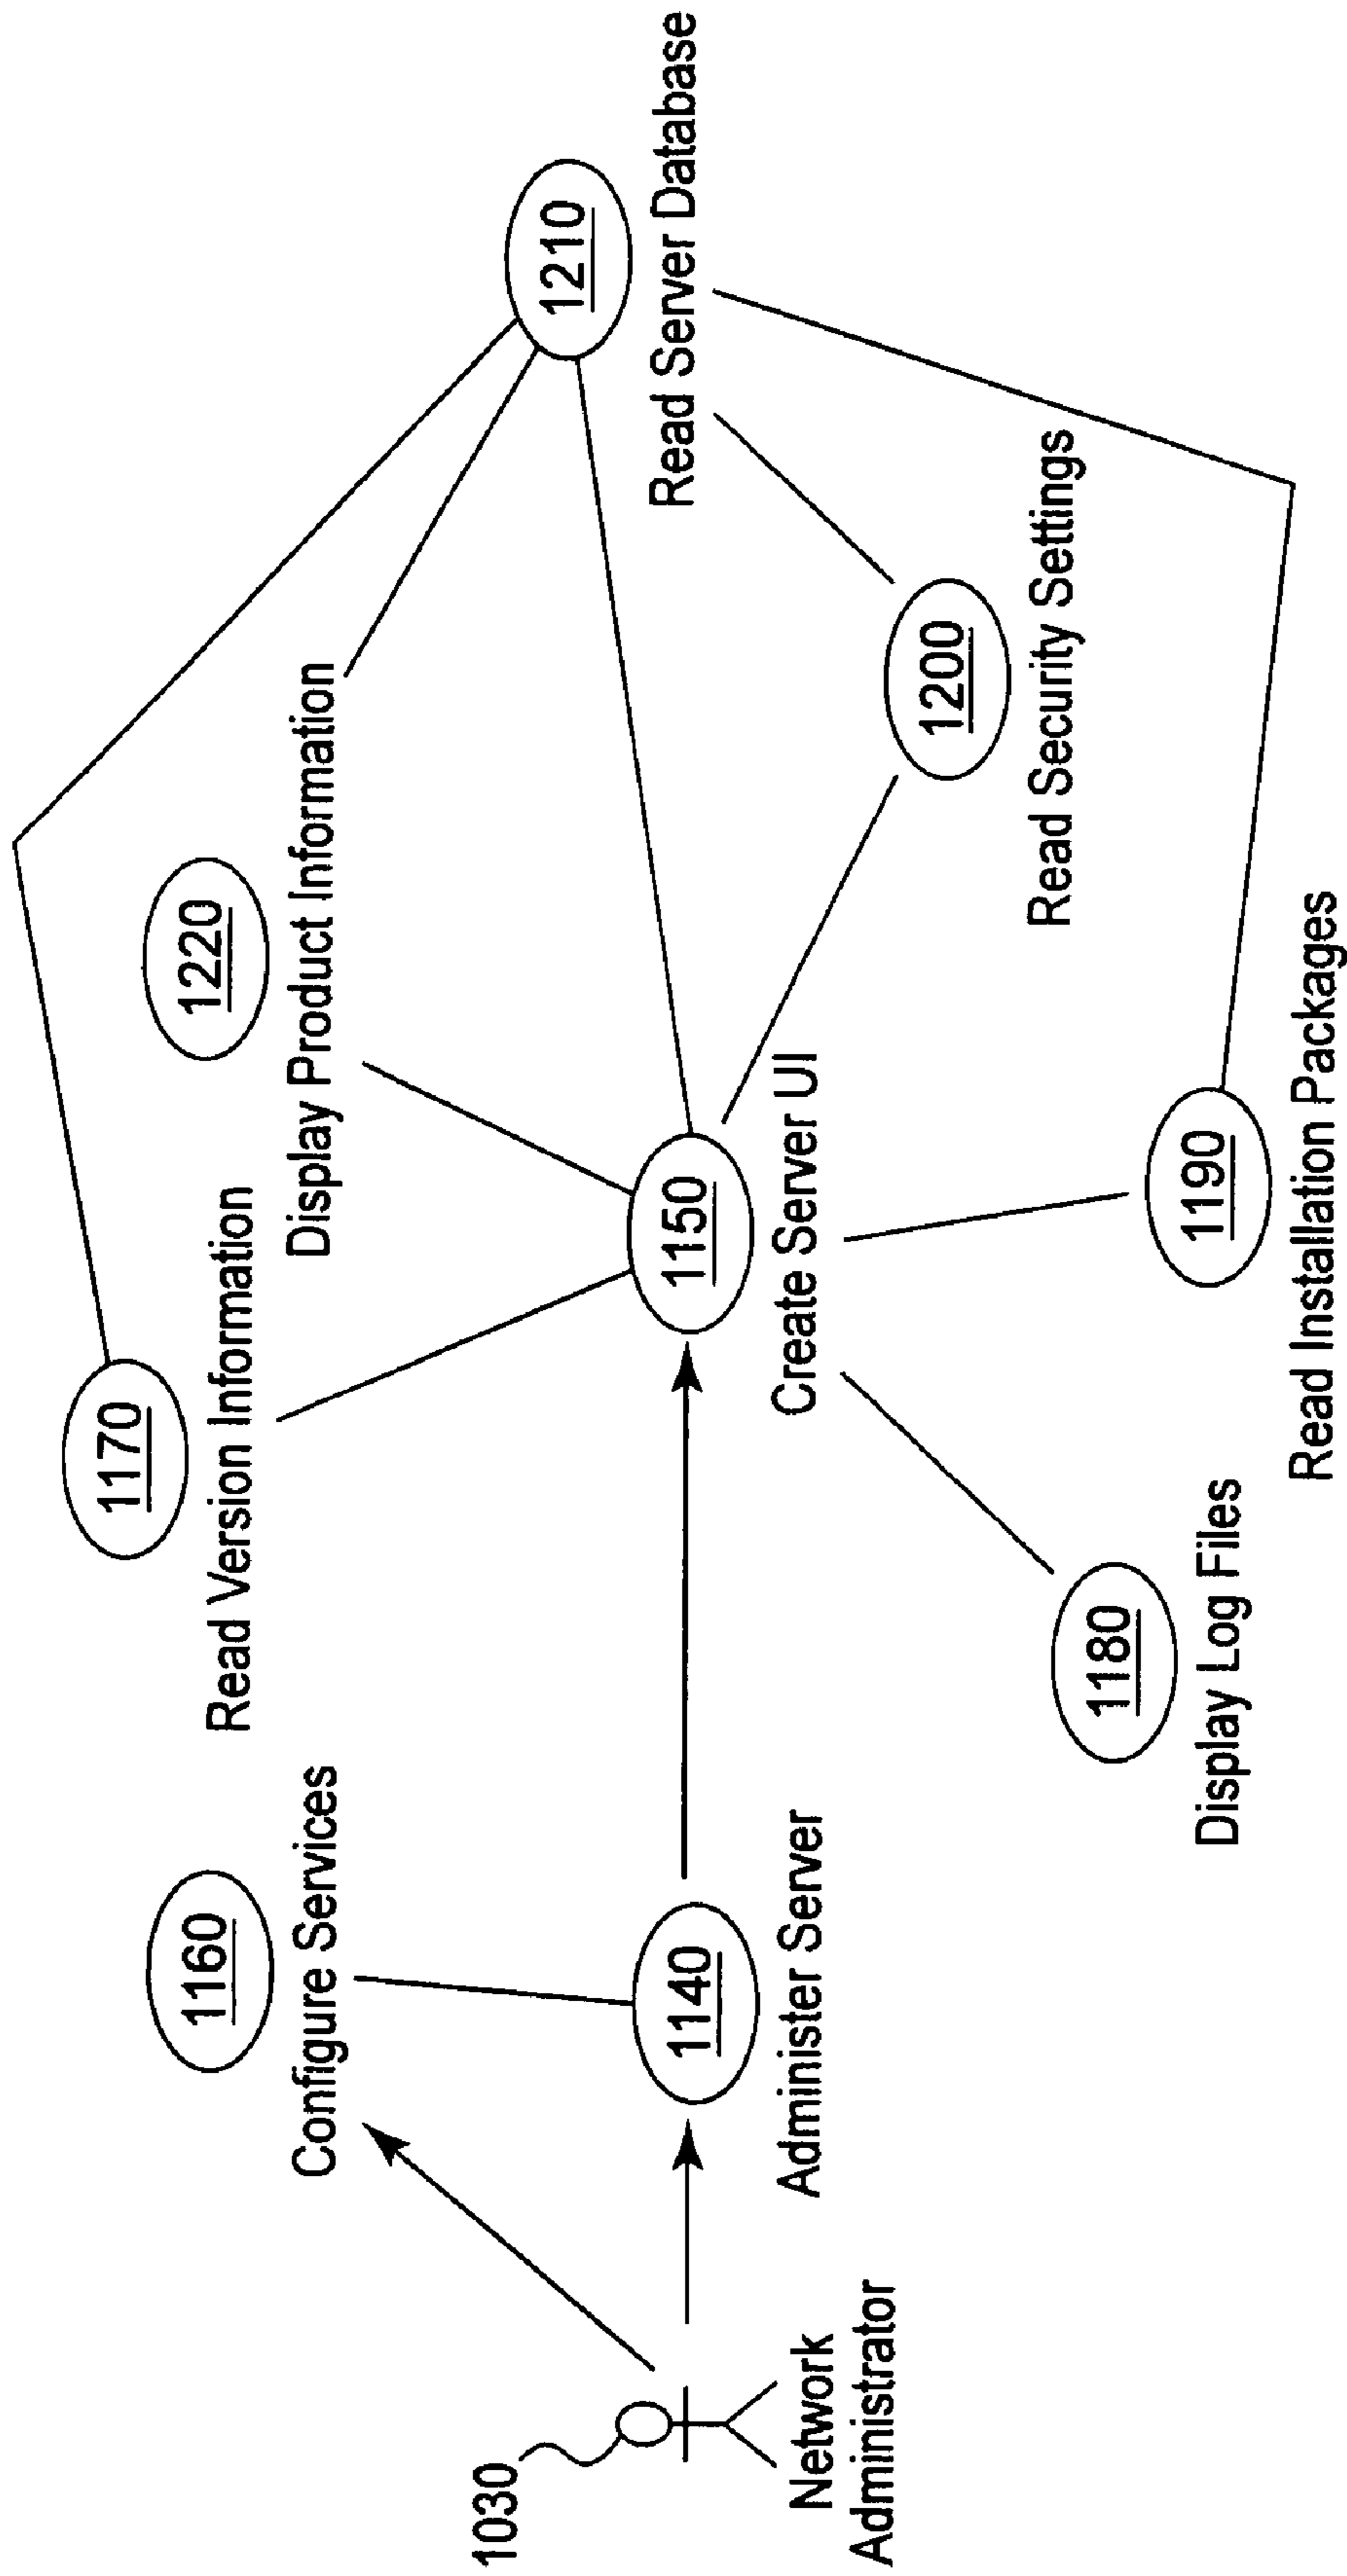 1030
Network
Administrator
1160
Configure Services
1140
Administer Server
1170
Read Version Information
1220
Display Product Information
1150
Create Server UI
1180
Display Log Files
1190
Read Installation Packages
1200
Read Security Settings
1210
Read Server Database